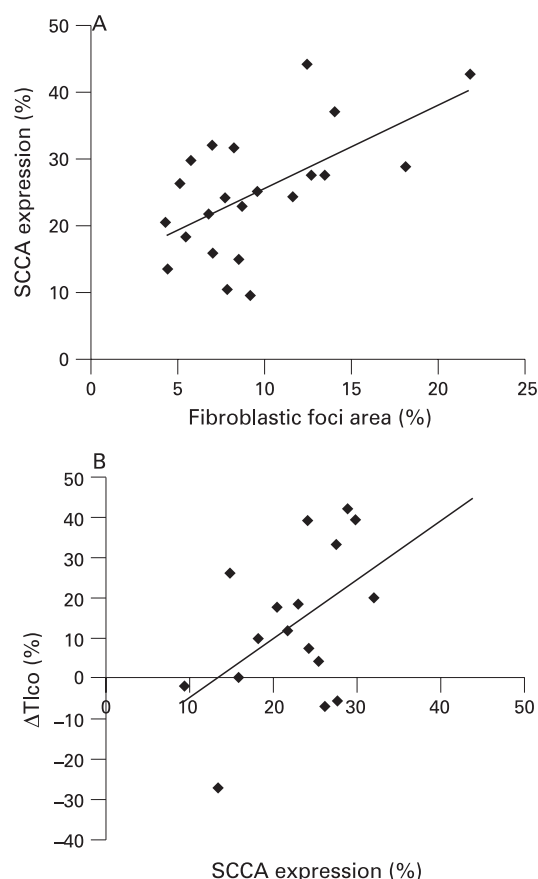 A
50
40
30
20
10
0
SCCA expression (%)
0 5 10 15 20 25
Fibroblastic foci area (%)
B
50
40
30
20
10
0
–10
–20
–30
–40
ΔTlco (%)
0 10 20 30 40 50
SCCA expression (%)